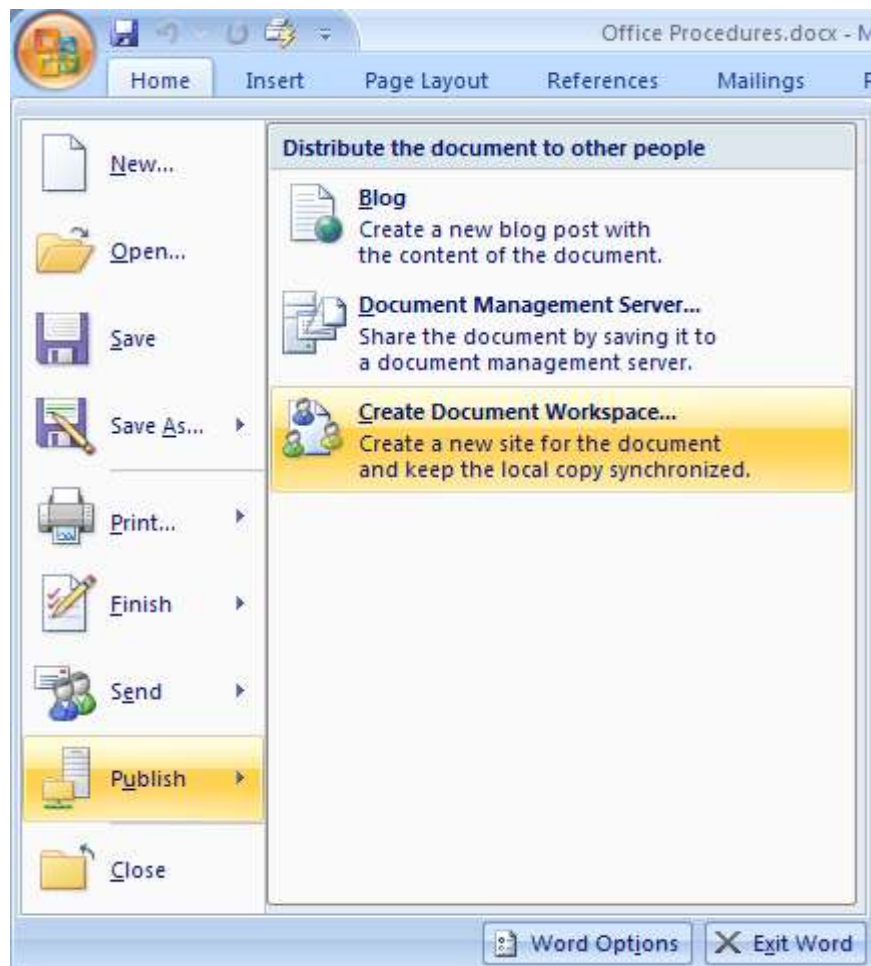 Office Procedures.docx - M
Home Insert Page Layout References Mailings
New...
Open...
Save
Save As...
Print...
Finish
Send
Publish
Close
Distribute the document to other people
Blog
Create a new blog post with
the content of the document.
Document Management Server...
Share the document by saving it to
a document management server.
Create Document Workspace...
Create a new site for the document
and keep the local copy synchronized.
Word Options Exit Word